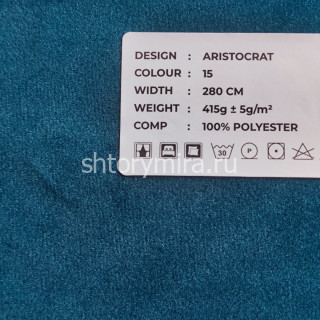 DESIGN : ARISTOCRAT
COLOUR : 15
WIDTH : 280 CM
WEIGHT : 415g ± 5g/m²
COMP : 100% POLYESTER
30 P
shtorymira.ru